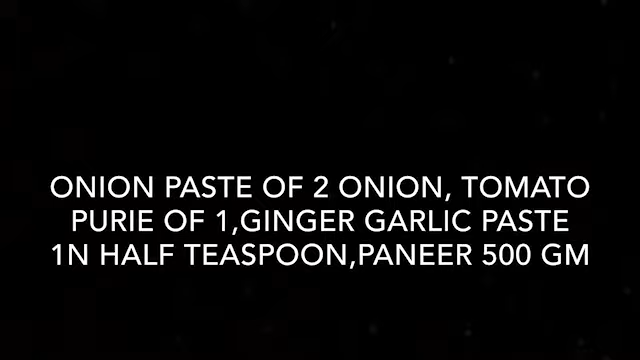 ONION PASTE OF 2 ONION, TOMATO
PURIE OF 1,GINGER GARLIC PASTE
1N HALF TEASPOON,PANEER 500 GM